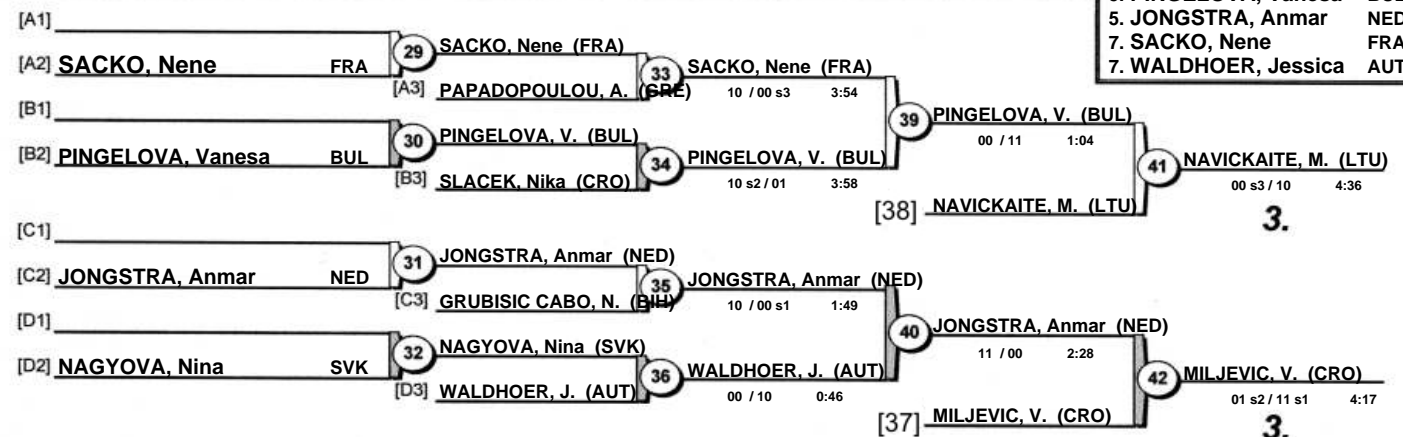 5. JONGSTRA, Anmar NED
7. SACKO, Nene FRA
7. WALDHOER, Jessica AUT
[A1]
[A2] SACKO, Nene FRA
29
SACKO, Nene (FRA)
[A3] PAPADOPOULOU, A. (GRE)
33
SACKO, Nene (FRA)
10 / 00 s3 3:54
[B1]
[B2] PINGELOVA, Vanesa BUL
30
PINGELOVA, V. (BUL)
[B3] SLACEK, Nika (CRO)
34
PINGELOVA, V. (BUL)
10 s2 / 01 3:58
39
PINGELOVA, V. (BUL)
00 / 11 1:04
[38] NAVICKAITE, M. (LTU)
41
NAVICKAITE, M. (LTU)
00 s3 / 10 4:36
3.
[C1]
[C2] JONGSTRA, Anmar NED
31
JONGSTRA, Anmar (NED)
[C3] GRUBISIC CABO, N. (BIH)
35
JONGSTRA, Anmar (NED)
10 / 00 s1 1:49
[D1]
[D2] NAGYOVA, Nina SVK
32
NAGYOVA, Nina (SVK)
[D3] WALDHOER, J. (AUT)
36
WALDHOER, J. (AUT)
00 / 10 0:46
40
JONGSTRA, Anmar (NED)
11 / 00 2:28
[37] MILJEVIC, V. (CRO)
42
MILJEVIC, V. (CRO)
01 s2 / 11 s1 4:17
3.